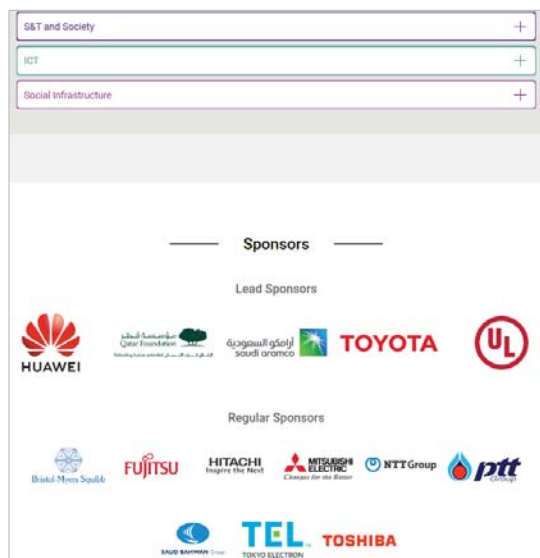 S&T and Society
ICT
Social Infrastructure
Sponsors
Lead Sponsors
HUAWEI
مؤسسة قطر
Qatar Foundation
أرامكو السعودية
saudi aramco
TOYOTA
UL
Regular Sponsors
Bristol-Myers Squibb
FUJITSU
HITACHI
Inspire the Next
MITSUBISHI
ELECTRIC
Changes for the Better
NTT Group
ptt
Group
SAUD BAHWAN Group
TEL
TOKYO ELECTRON
TOSHIBA